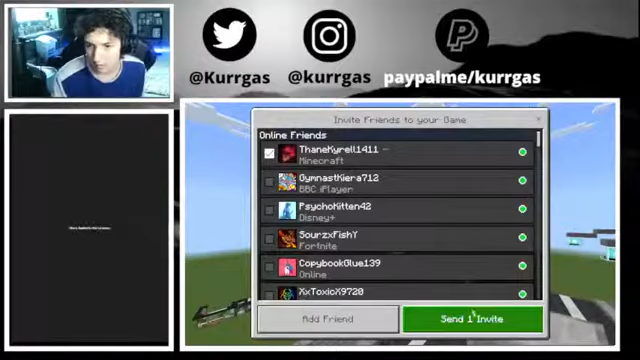 @Kurrgas
@kurrgas
paypalme/kurrgas
Invite Friends to your Game
Online Friends
ThaneKyrell1411
Minecraft
GymnastKiera712
BBC iPlayer
PsychoKitten42
Disney+
SourzxFishY
Fortnite
CopybookGlue139
Online
XxToxicX9720
Add Friend
Send 1 Invite